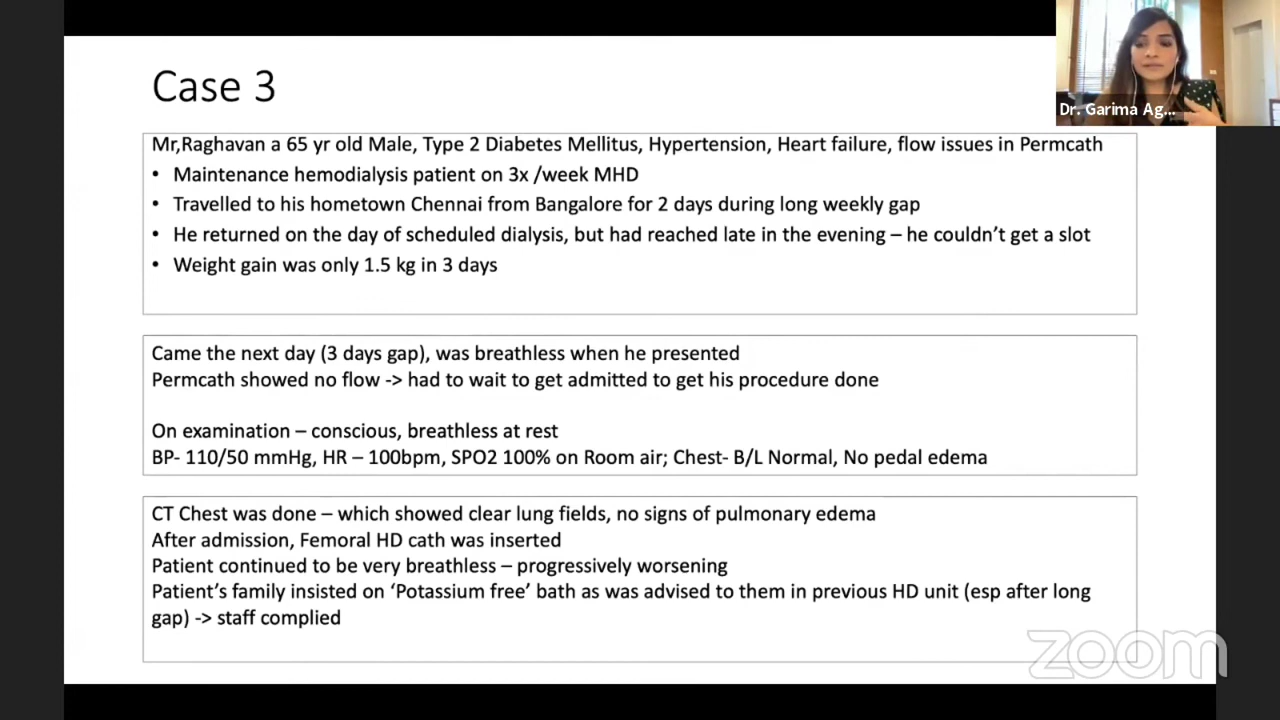 Case 3
Dr. Garima Ag...
Mr,Raghavan a 65 yr old Male, Type 2 Diabetes Mellitus, Hypertension, Heart failure, flow issues in Permcath
• Maintenance hemodialysis patient on 3x /week MHD
• Travelled to his hometown Chennai from Bangalore for 2 days during long weekly gap
• He returned on the day of scheduled dialysis, but had reached late in the evening – he couldn't get a slot
• Weight gain was only 1.5 kg in 3 days
Came the next day (3 days gap), was breathless when he presented
Permcath showed no flow -> had to wait to get admitted to get his procedure done
On examination – conscious, breathless at rest
BP- 110/50 mmHg, HR – 100bpm, SPO2 100% on Room air; Chest- B/L Normal, No pedal edema
CT Chest was done – which showed clear lung fields, no signs of pulmonary edema
After admission, Femoral HD cath was inserted
Patient continued to be very breathless – progressively worsening
Patient's family insisted on 'Potassium free' bath as was advised to them in previous HD unit (esp after long
gap) -> staff complied
zoom